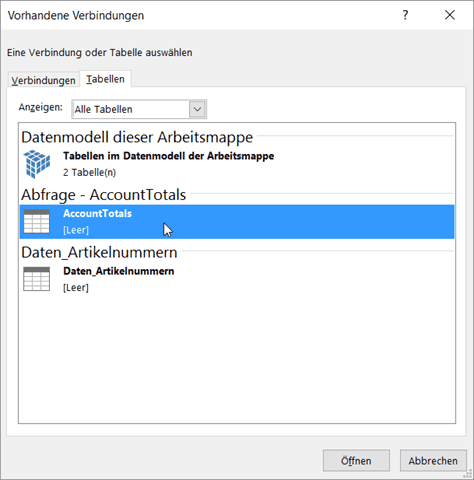 Vorhandene Verbindungen
?
Eine Verbindung oder Tabelle auswählen
Verbindungen Tabellen
Anzeigen: Alle Tabellen
Datenmodell dieser Arbeitsmappe
Tabellen im Datenmodell der Arbeitsmappe
2 Tabelle(n)
Abfrage - AccountTotals
AccountTotals
[Leer]
Daten_Artikelnummern
Daten_Artikelnummern
[Leer]
Öffnen Abbrechen